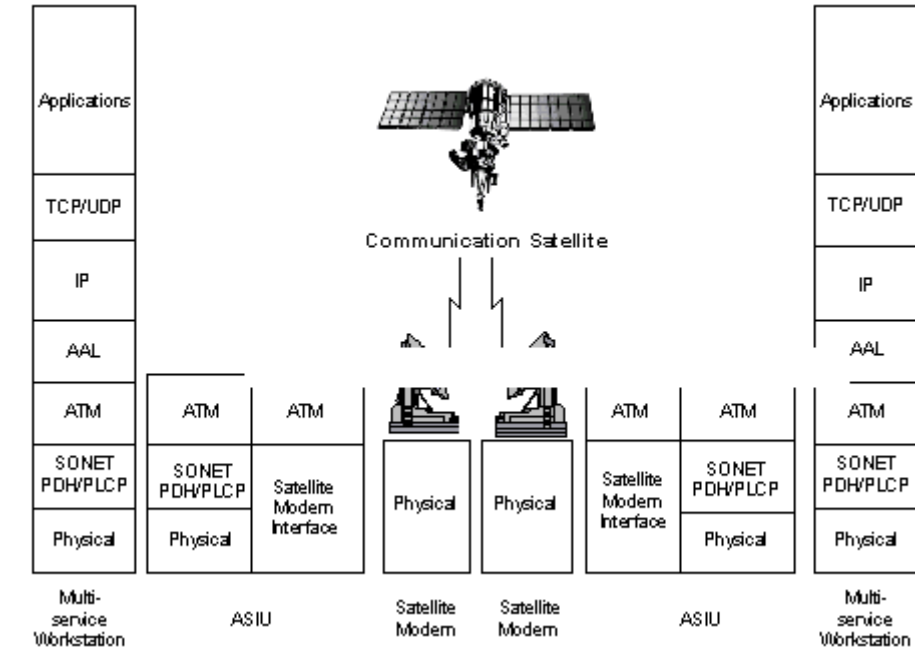 Applications
TCP/UDP
IP
AAL
ATM
SONET
PDH/PLCP
Physical
Multi-
service
Workstation
ATM
ATM
SONET
PDH/PLCP
Physical
Satellite
Modem
Interface
ASIU
Communication Satellite
Physical
Satellite
Modem
Physical
Satellite
Modem
ATM
ATM
Satellite
Modem
Interface
SONET
PDH/PLCP
Physical
ASIU
Applications
TCP/UDP
IP
AAL
ATM
SONET
PDH/PLCP
Physical
Multi-
service
Workstation